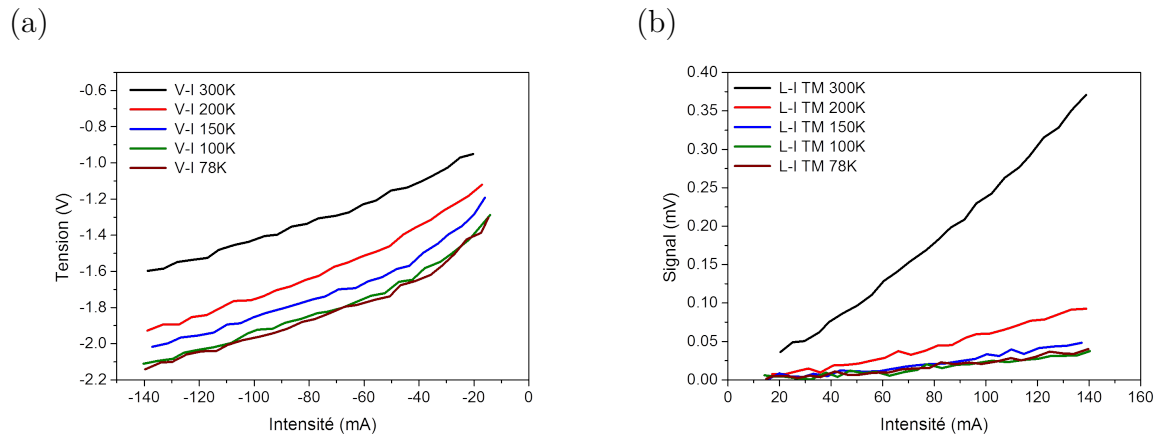 (a)
(b)
V-I 300K
V-I 200K
V-I 150K
V-I 100K
V-I 78K
-0.6
-0.8
-1.0
-1.2
-1.4
-1.6
-1.8
-2.0
-2.2
Tension (V)
-140 -120 -100 -80 -60 -40 -20 0
Intensité (mA)
L-I TM 300K
L-I TM 200K
L-I TM 150K
L-I TM 100K
L-I TM 78K
0.40
0.35
0.30
0.25
0.20
0.15
0.10
0.05
0.00
Signal (mV)
0 20 40 60 80 100 120 140 160
Intensité (mA)